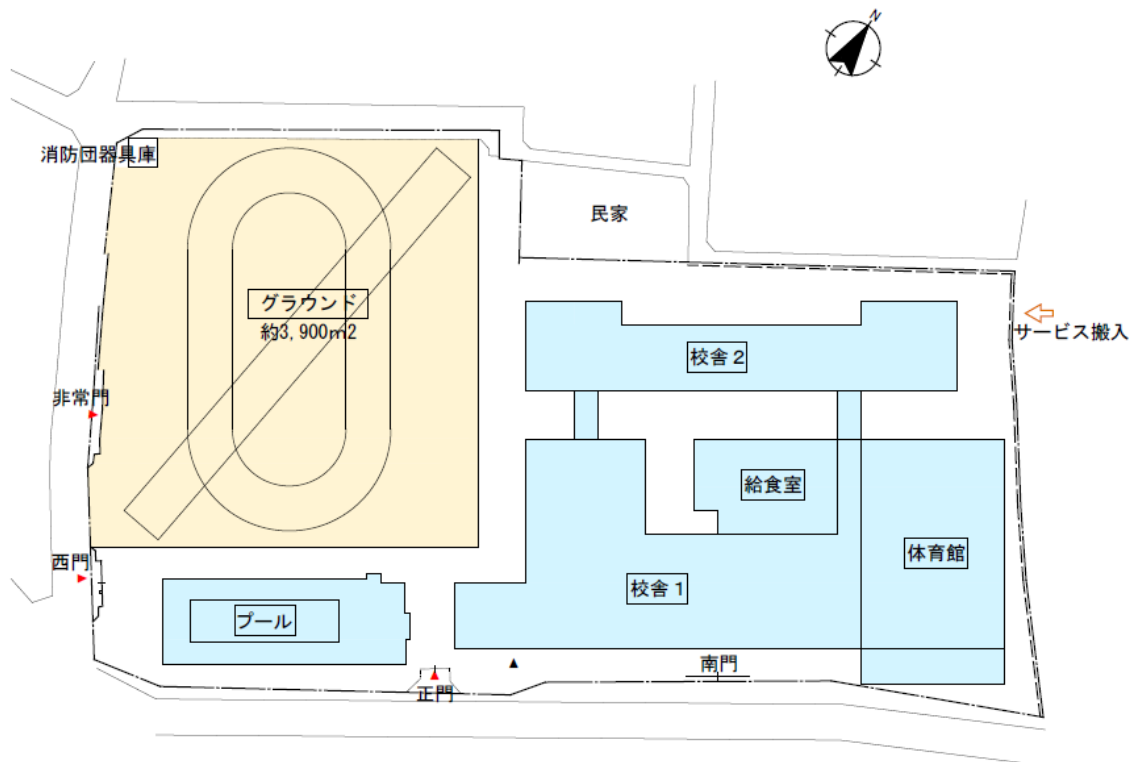 N
消防団器具庫
民家
グラウンド
約3,900m2
サービス搬入
校舎２
非常門
給食室
体育館
西門
校舎１
プール
南門
正門